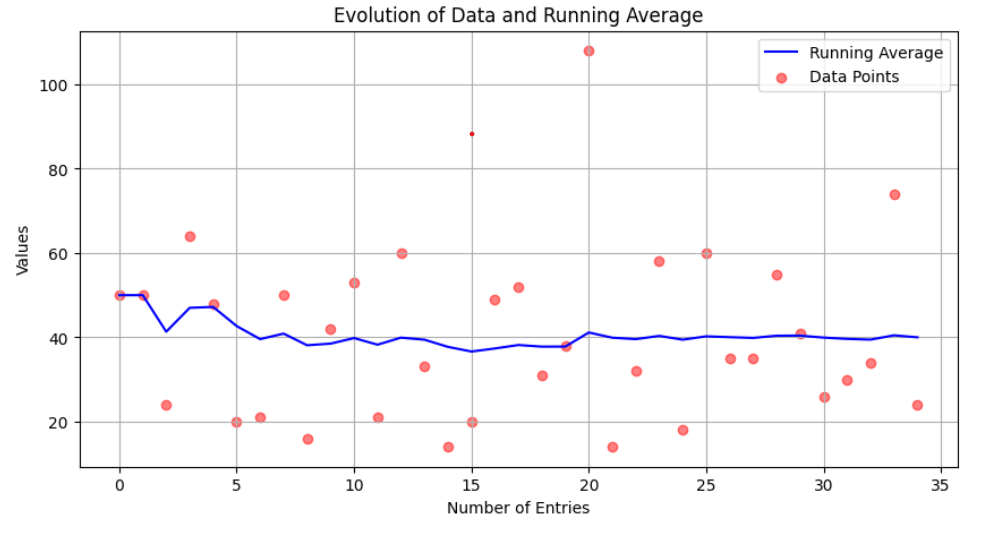 Evolution of Data and Running Average
Running Average
Data Points
Values
100
80
60
40
20
0 5 10 15 20 25 30 35
Number of Entries